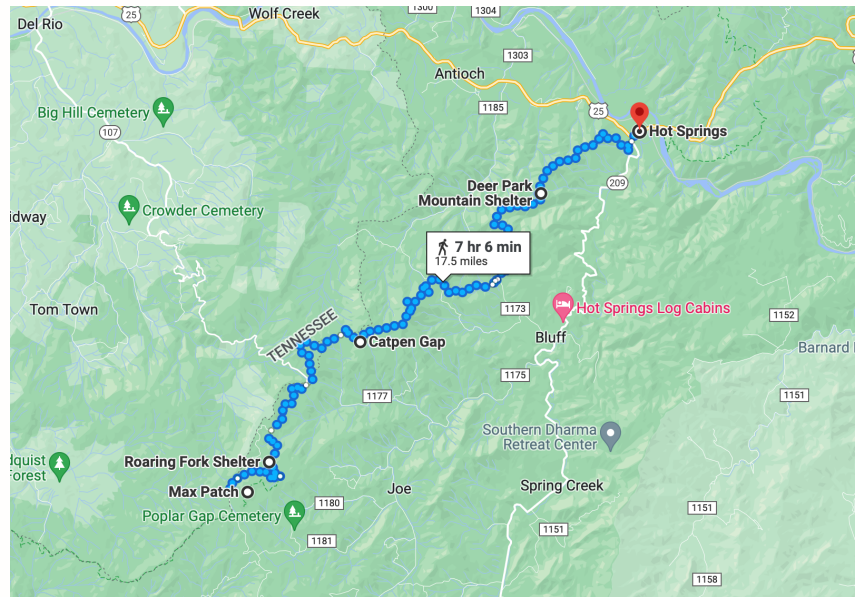 1300
1304
Del Rio
25
Wolf Creek
1303
Antioch
Big Hill Cemetery
1185
25
107
Hot Springs
Deer Park
Mountain Shelter
209
idway
Crowder Cemetery
7 hr 6 min
17.5 miles
Tom Town
1173
Hot Springs Log Cabins
1152
TENNESSEE
Bluff
Catpen Gap
Barnard
1175
1177
1151
Southern Dharma
Retreat Center
dquist
Forest
Roaring Fork Shelter
Max Patch
Joe
Spring Creek
1180
Poplar Gap Cemetery
1151
1151
1181
1158